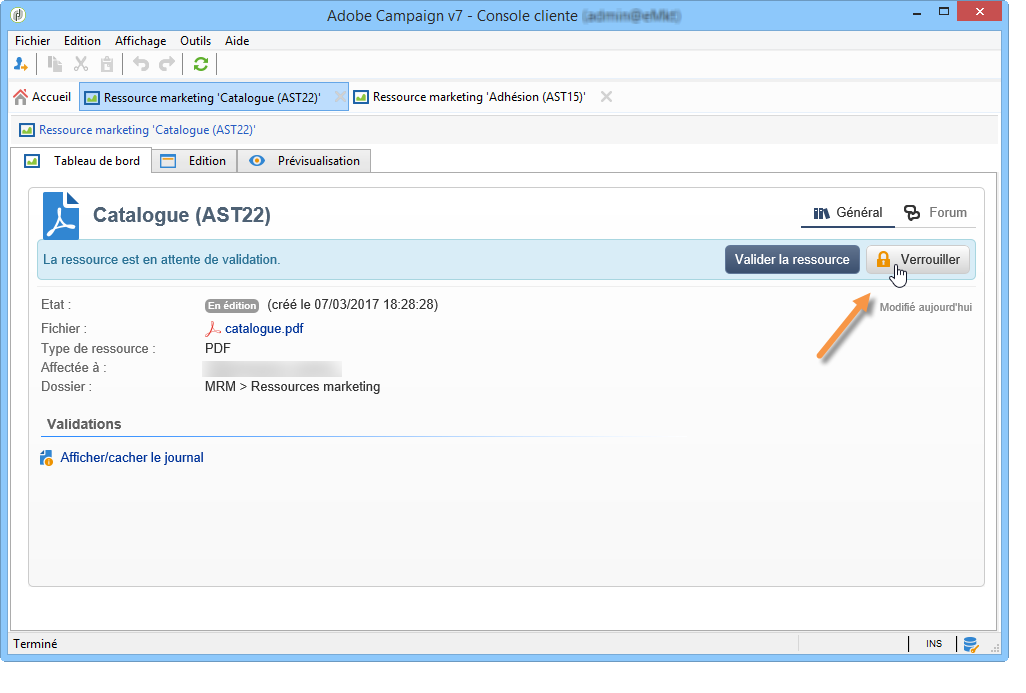 Adobe Campaign v7 - Console cliente
Fichier Edition Affichage Outils Aide
Accueil Ressource marketing 'Catalogue (AST22)' Ressource marketing 'Adhésion (AST15)'
Ressource marketing 'Catalogue (AST22)'
Tableau de bord Edition Prévisualisation
Catalogue (AST22) Général Forum
La ressource est en attente de validation. Valider la ressource Verrouiller
Etat : En édition (créé le 07/03/2017 18:28:28) Modifié aujourd'hui
Fichier : catalogue.pdf
Type de ressource : PDF
Affectée à :
Dossier : MRM > Ressources marketing
Validations
Afficher/cacher le journal
Terminé INS